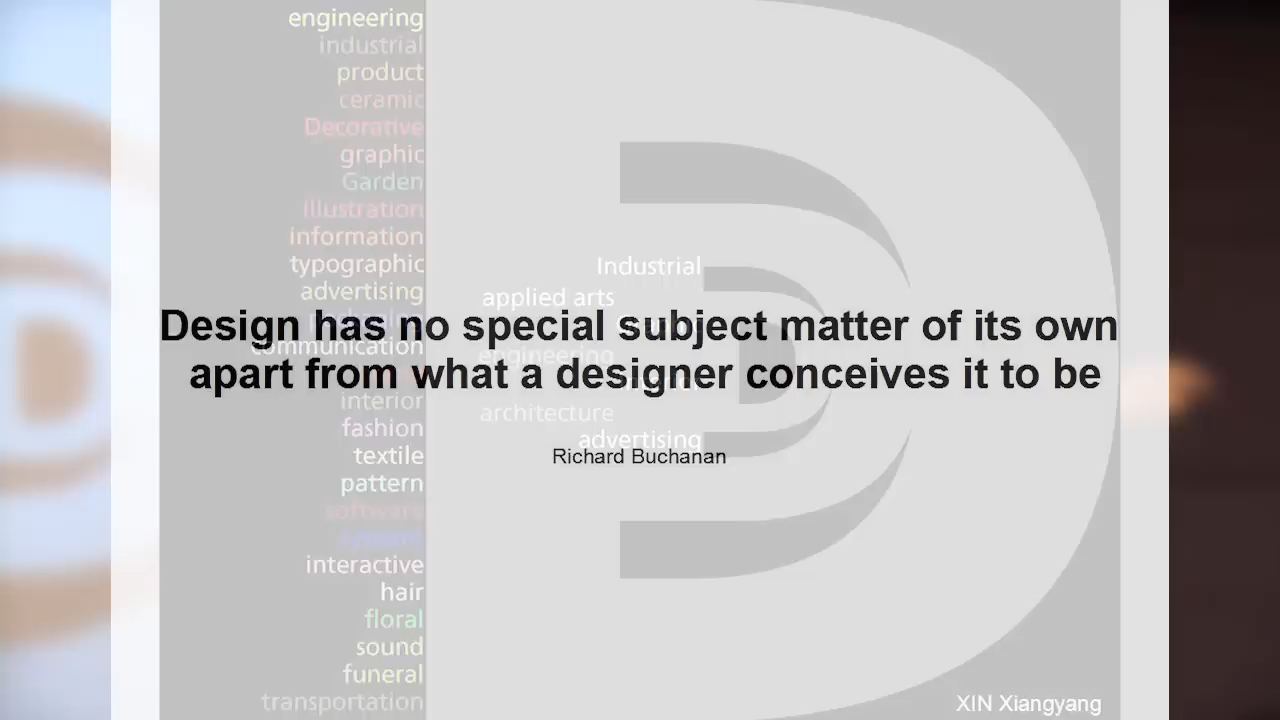 engineering
industrial
product
ceramic
Decorative
graphic
Garden
illustration
information
typographic
advertising
communication
interior
fashion
textile
pattern
software
interactive
hair
floral
sound
funeral
transportation
Industrial
applied arts
engineering
architecture
advertising
Design has no special subject matter of its own
apart from what a designer conceives it to be
Richard Buchanan
XIN Xiangyang